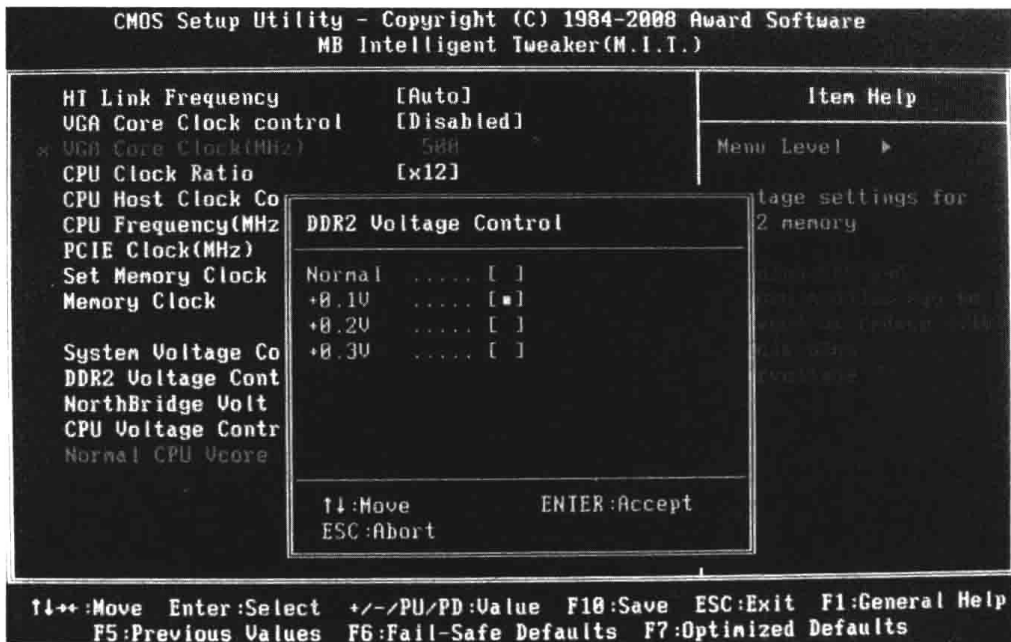 CMOS Setup Utility - Copyright (C) 1984-2008 Award Software
MB Intelligent Tweaker(M.I.T.)
HT Link Frequency [Auto]
VGA Core Clock control [Disabled]
x VGA Core Clock(MHz) 500
CPU Clock Ratio [x12]
CPU Host Clock Co
CPU Frequency(MHz
PCIE Clock(MHz)
Set Memory Clock
Memory Clock
System Voltage Co
DDR2 Voltage Cont
NorthBridge Volt
CPU Voltage Contr
Normal CPU Vcore
Item Help
Menu Level ▶
tage settings for
2 memory
DDR2 Voltage Control
Normal ..... [ ]
+0.1V ..... [▪]
+0.2V ..... [ ]
+0.3V ..... [ ]
↑↓:Move ENTER:Accept
ESC:Abort
↑↓→←:Move Enter:Select +/-/PU/PD:Value F10:Save ESC:Exit F1:General Help
F5:Previous Values F6:Fail-Safe Defaults F7:Optimized Defaults